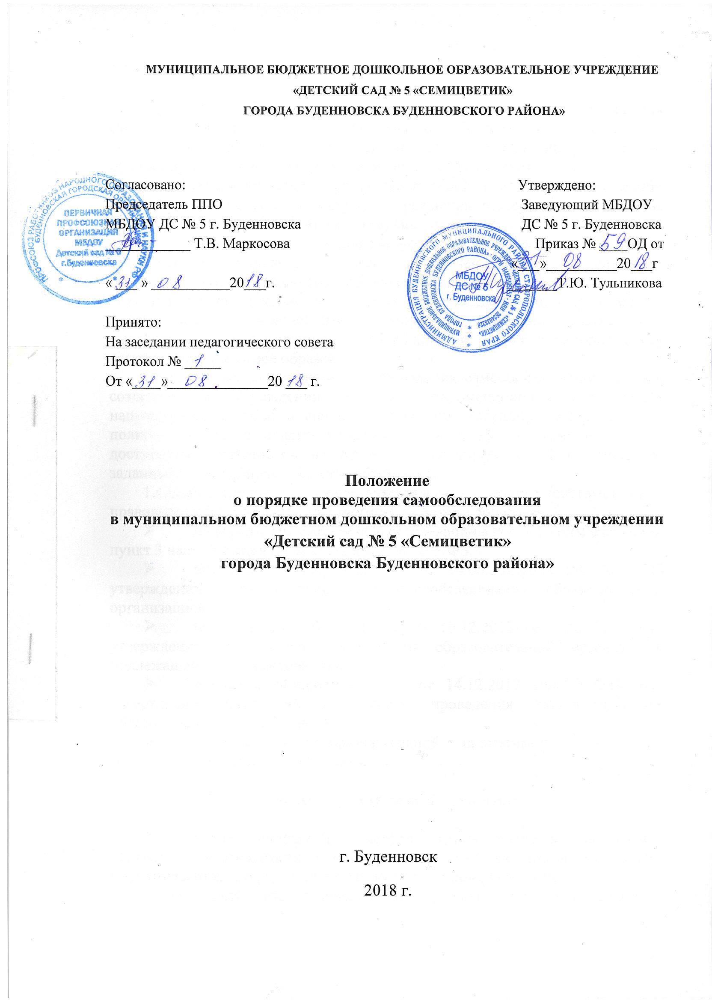 МУНИЦИПАЛЬНОЕ БЮДЖЕТНОЕ ДОШКОЛЬНОЕ ОБРАЗОВАТЕЛЬНОЕ УЧРЕЖДЕНИЕ
«ДЕТСКИЙ САД № 5 «СЕМИЦВЕТИК»
ГОРОДА БУДЕННОВСКА БУДЕННОВСКОГО РАЙОНА»
Согласовано:
Председатель ППО
МБДОУ ДС № 5 г. Буденновска
____________ Т.В. Маркосова
« 31 » 08 2018г.
ПРОФСОЮЗ РАБОТНИКОВ НАРОДНОГО ОБРАЗОВАНИЯ И НАУКИ РФ
БУДЕННОВСКАЯ ГОРОДСКАЯ ОРГАНИЗАЦИЯ
ПЕРВИЧНАЯ
ПРОФСОЮЗНАЯ
ОРГАНИЗАЦИЯ
МБДОУ
Детский сад № 5
г.Буденновска
Утверждено:
Заведующий МБДОУ
ДС № 5 г. Буденновска
Приказ № 59 ОД от
«31» 08 2018 г
_______Т.Ю. Тульникова
АДМИНИСТРАЦИЯ БУДЕННОВСКОГО МУНИЦИПАЛЬНОГО РАЙОНА СТАВРОПОЛЬСКОГО КРАЯ
МУНИЦИПАЛЬНОЕ БЮДЖЕТНОЕ ДОШКОЛЬНОЕ ОБРАЗОВАТЕЛЬНОЕ УЧРЕЖДЕНИЕ «ДЕТСКИЙ САД № 5 «СЕМИЦВЕТИК»
ГОРОДА БУДЕННОВСКА БУДЕННОВСКОГО РАЙОНА» • ОГРН • ИНН 2624033226
МБДОУ
ДС № 5
г. Буденновска
Принято:
На заседании педагогического совета
Протокол № 1
От «31» 08 20 18 г.
Положение
о порядке проведения самообследования
в муниципальном бюджетном дошкольном образовательном учреждении
«Детский сад № 5 «Семицветик»
города Буденновска Буденновского района»
г. Буденновск
2018 г.